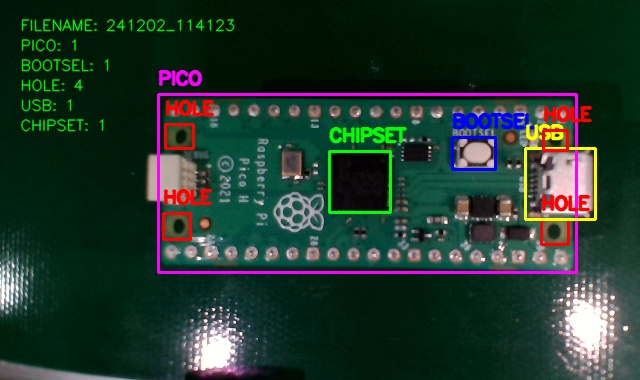 FILENAME: 241202_114123
PICO: 1
BOOTSEL: 1
HOLE: 4
USB: 1
CHIPSET: 1
PICO
HOLE
HOLE
BOOTSEL
USB
CHIPSET
BOOTSEL
HOLE
HOLE
Raspberry Pi
Pico H
© 2021